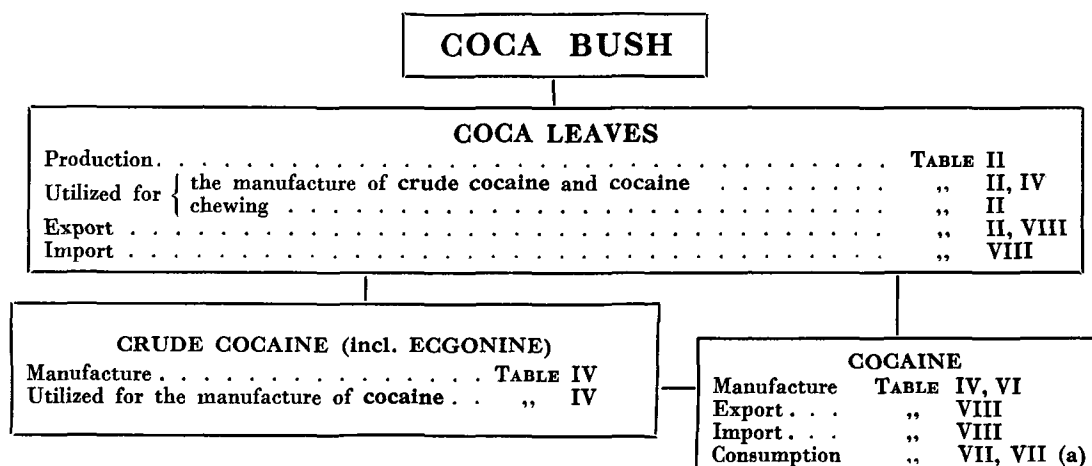 COCA BUSH
COCA LEAVES
Production. . . . . . . . . . . . . . . . . . . . . . . . . . . . . TABLE II
Utilized for { the manufacture of crude cocaine and cocaine . . . . . . . . ,, II, IV
chewing . . . . . . . . . . . . . . . . . . . . . . . . ,, II
Export . . . . . . . . . . . . . . . . . . . . . . . . . . . . . . ,, II, VIII
Import . . . . . . . . . . . . . . . . . . . . . . . . . . . . . . ,, VIII
CRUDE COCAINE (incl. ECGONINE)
Manufacture . . . . . . . . . . . . . . . TABLE IV
Utilized for the manufacture of cocaine . . ,, IV
COCAINE
Manufacture TABLE IV, VI
Export . . . ,, VIII
Import . . . ,, VIII
Consumption ,, VII, VII (a)